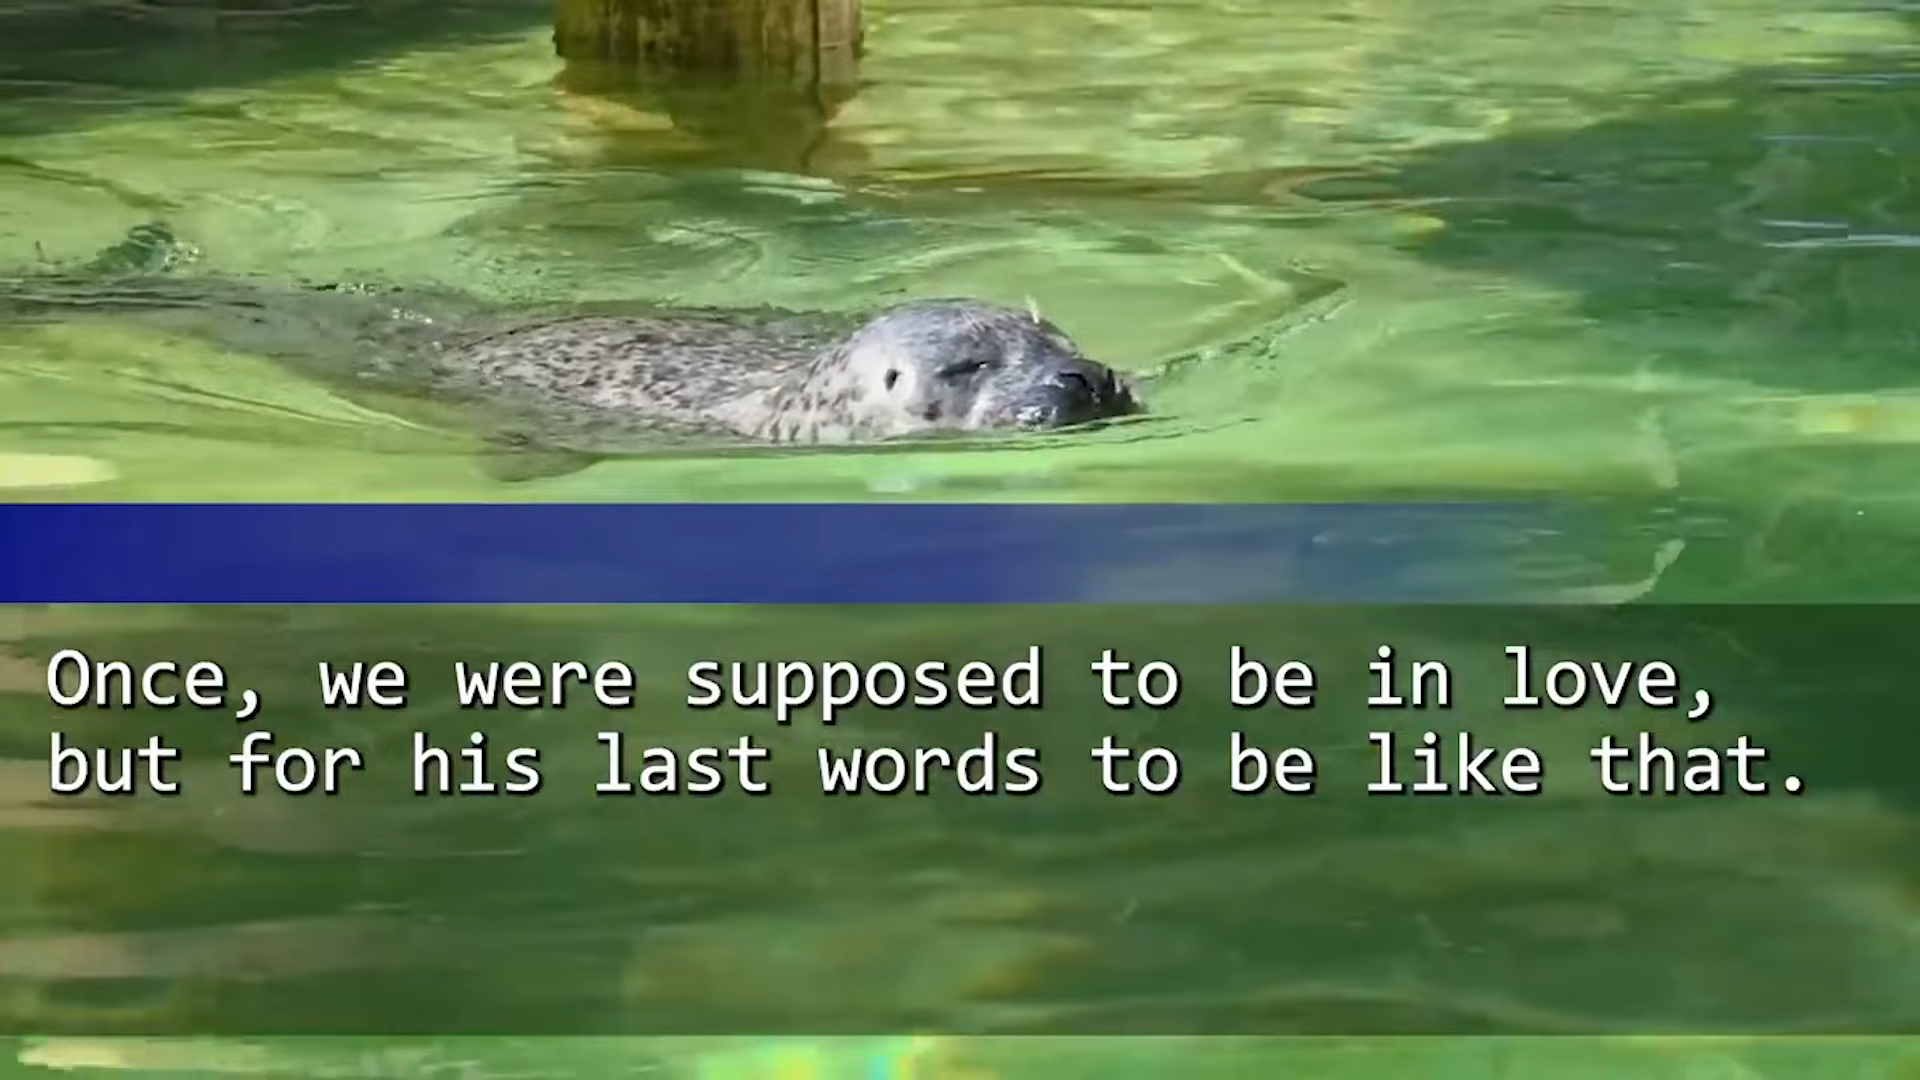 Once, we were supposed to be in love,
but for his last words to be like that.